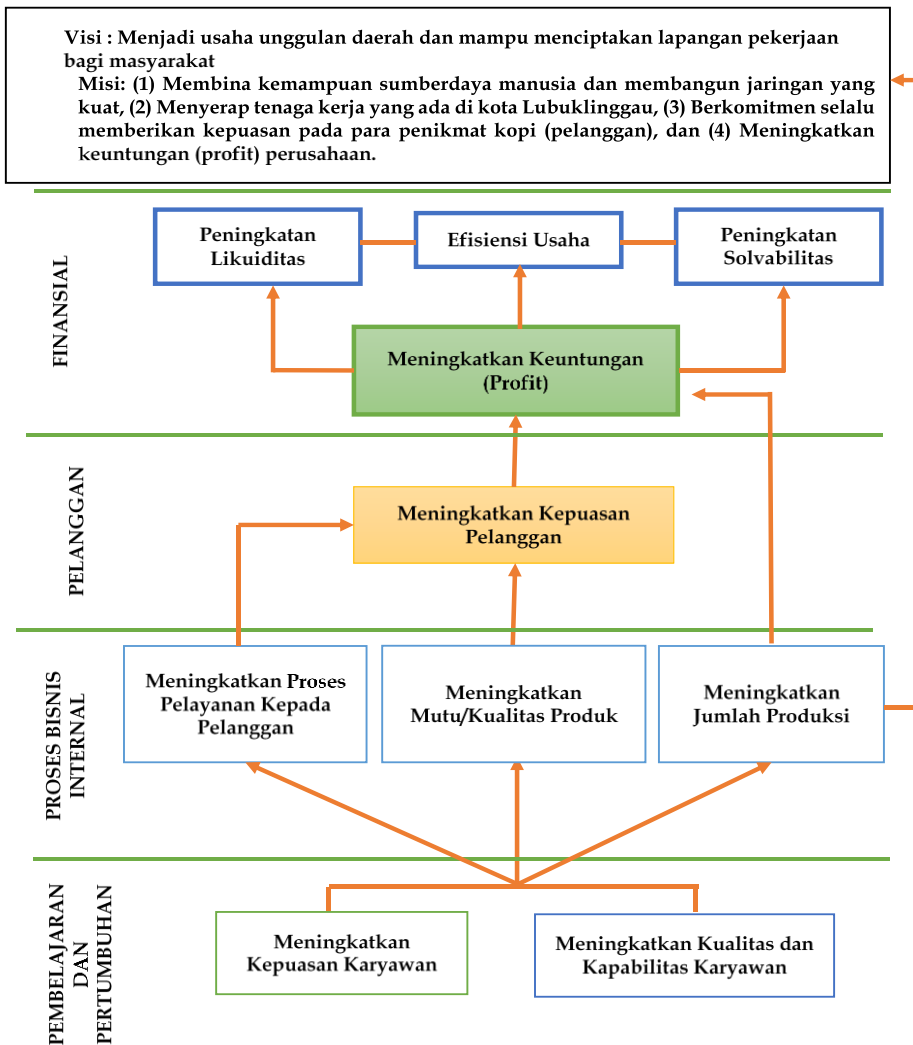 Visi : Menjadi usaha unggulan daerah dan mampu menciptakan lapangan pekerjaan
bagi masyarakat
Misi: (1) Membina kemampuan sumberdaya manusia dan membangun jaringan yang
kuat, (2) Menyerap tenaga kerja yang ada di kota Lubuklinggau, (3) Berkomitmen selalu
memberikan kepuasan pada para penikmat kopi (pelanggan), dan (4) Meningkatkan
keuntungan (profit) perusahaan.
FINANSIAL
Peningkatan
Likuiditas
Efisiensi Usaha
Peningkatan
Solvabilitas
Meningkatkan Keuntungan
(Profit)
PELANGGAN
Meningkatkan Kepuasan
Pelanggan
PROSES BISNIS
INTERNAL
Meningkatkan Proses
Pelayanan Kepada
Pelanggan
Meningkatkan
Mutu/Kualitas Produk
Meningkatkan
Jumlah Produksi
PEMBELAJARAN
DAN
PERTUMBUHAN
Meningkatkan
Kepuasan Karyawan
Meningkatkan Kualitas dan
Kapabilitas Karyawan